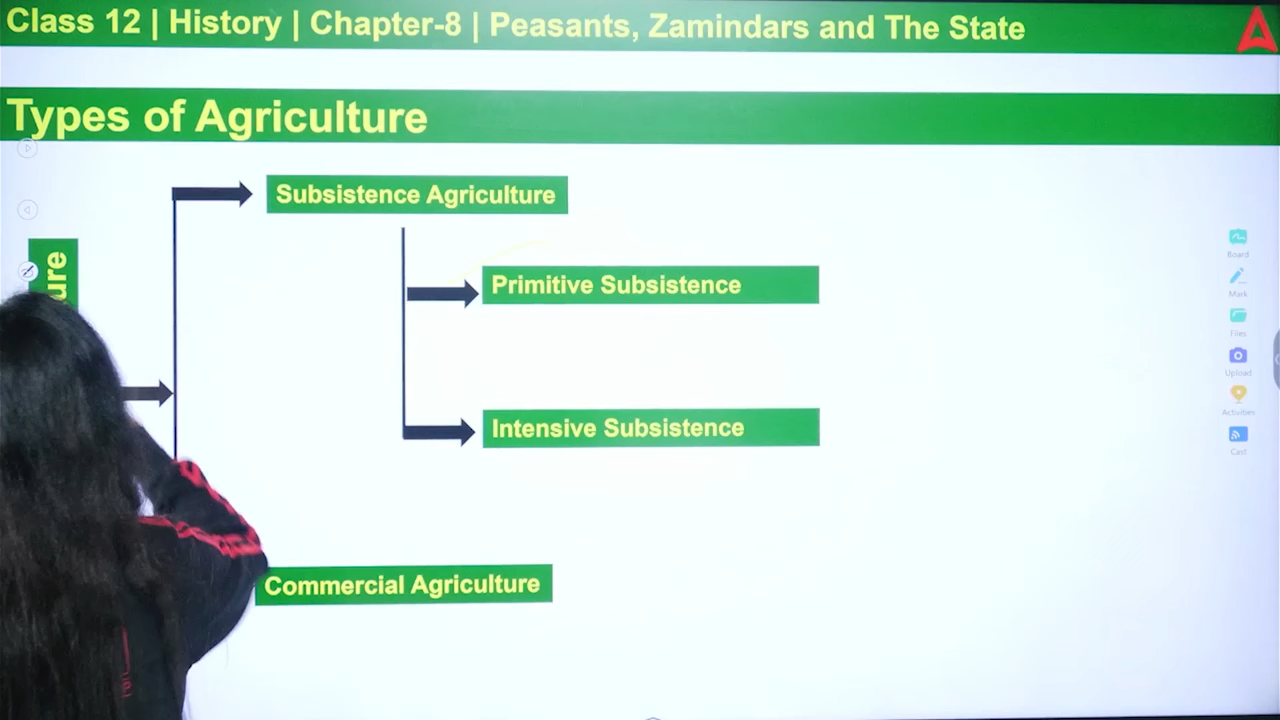 Class 12 | History | Chapter-8 | Peasants, Zamindars and The State
Types of Agriculture
Subsistence Agriculture
Primitive Subsistence
Intensive Subsistence
Commercial Agriculture
ure
Board
Mark
Files
Upload
Activities
Cast